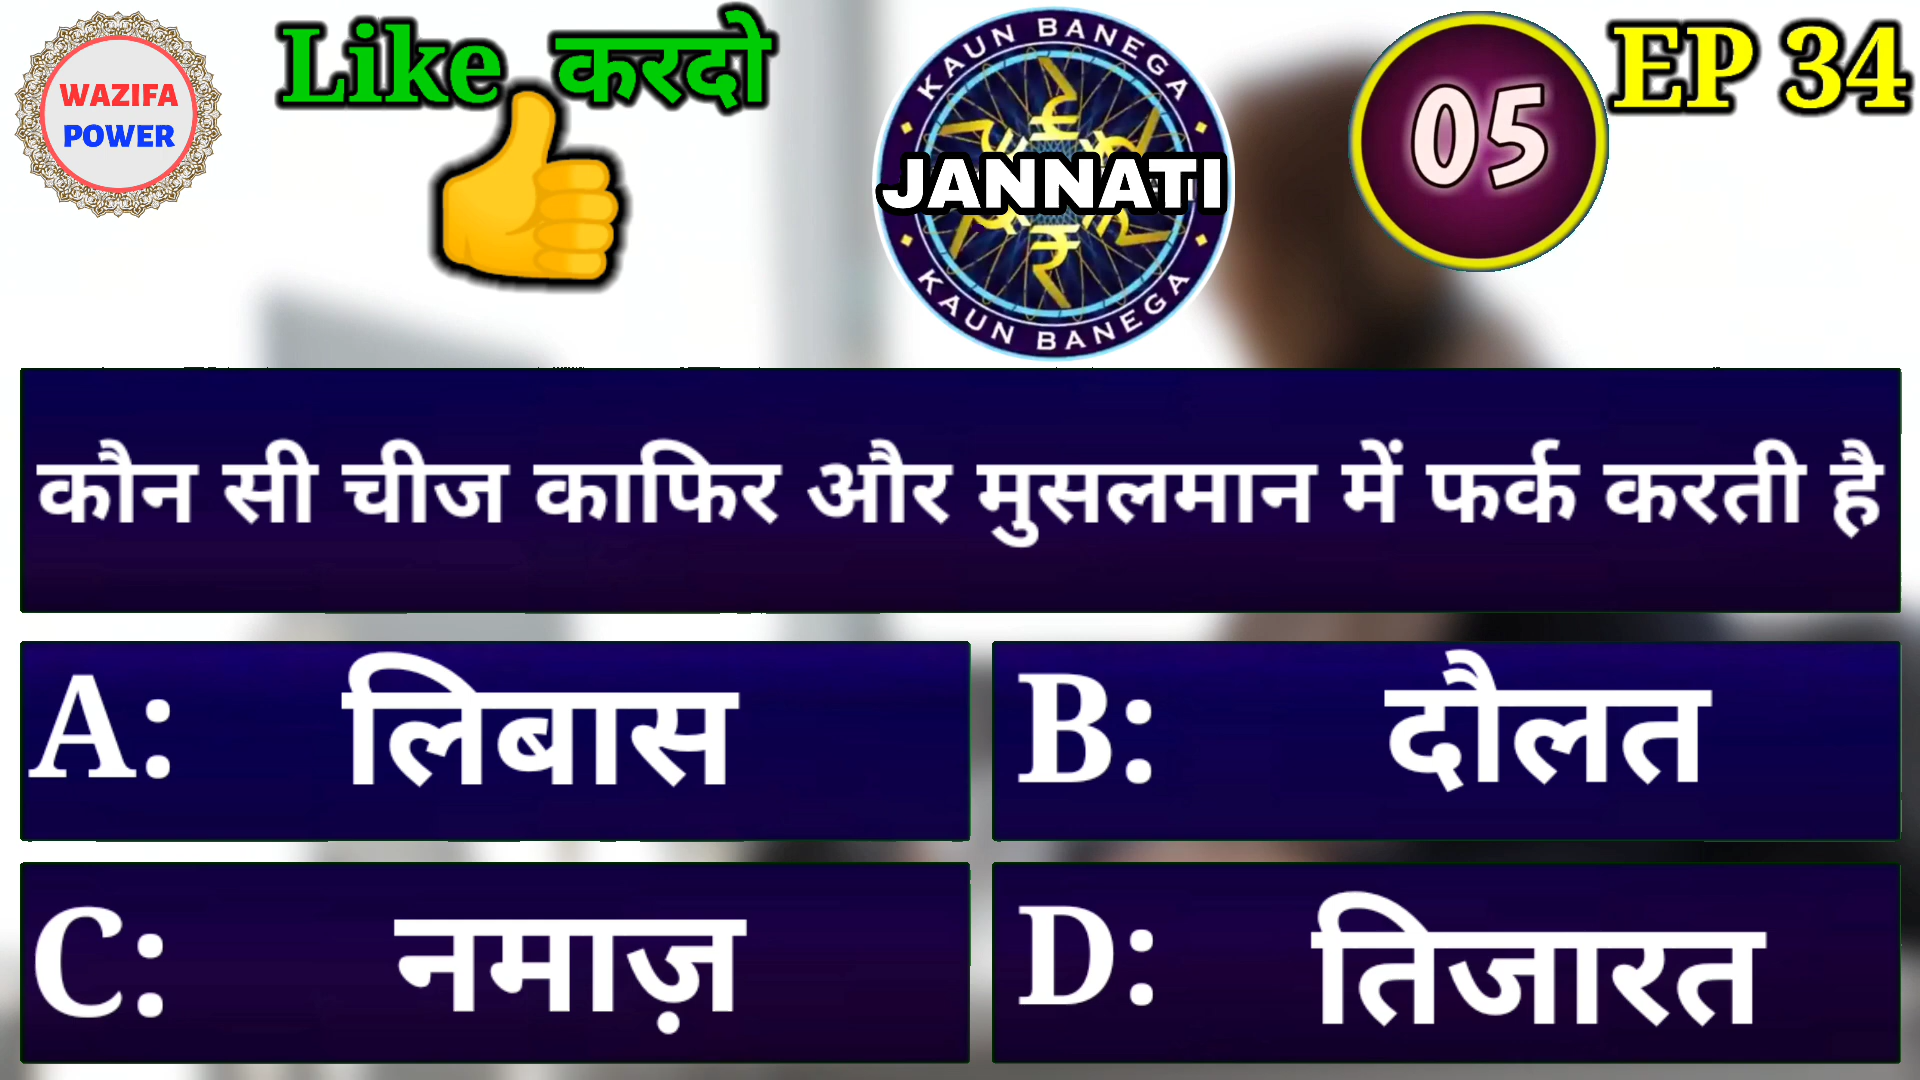 WAZIFA
POWER
Like करदो
KAUN BANEGA
JANNATI
KAUN BANEGA
05
EP 34
कौन सी चीज काफिर और मुसलमान में फर्क करती है
A: लिबास
B: दौलत
C: नमाज़
D: तिजारत